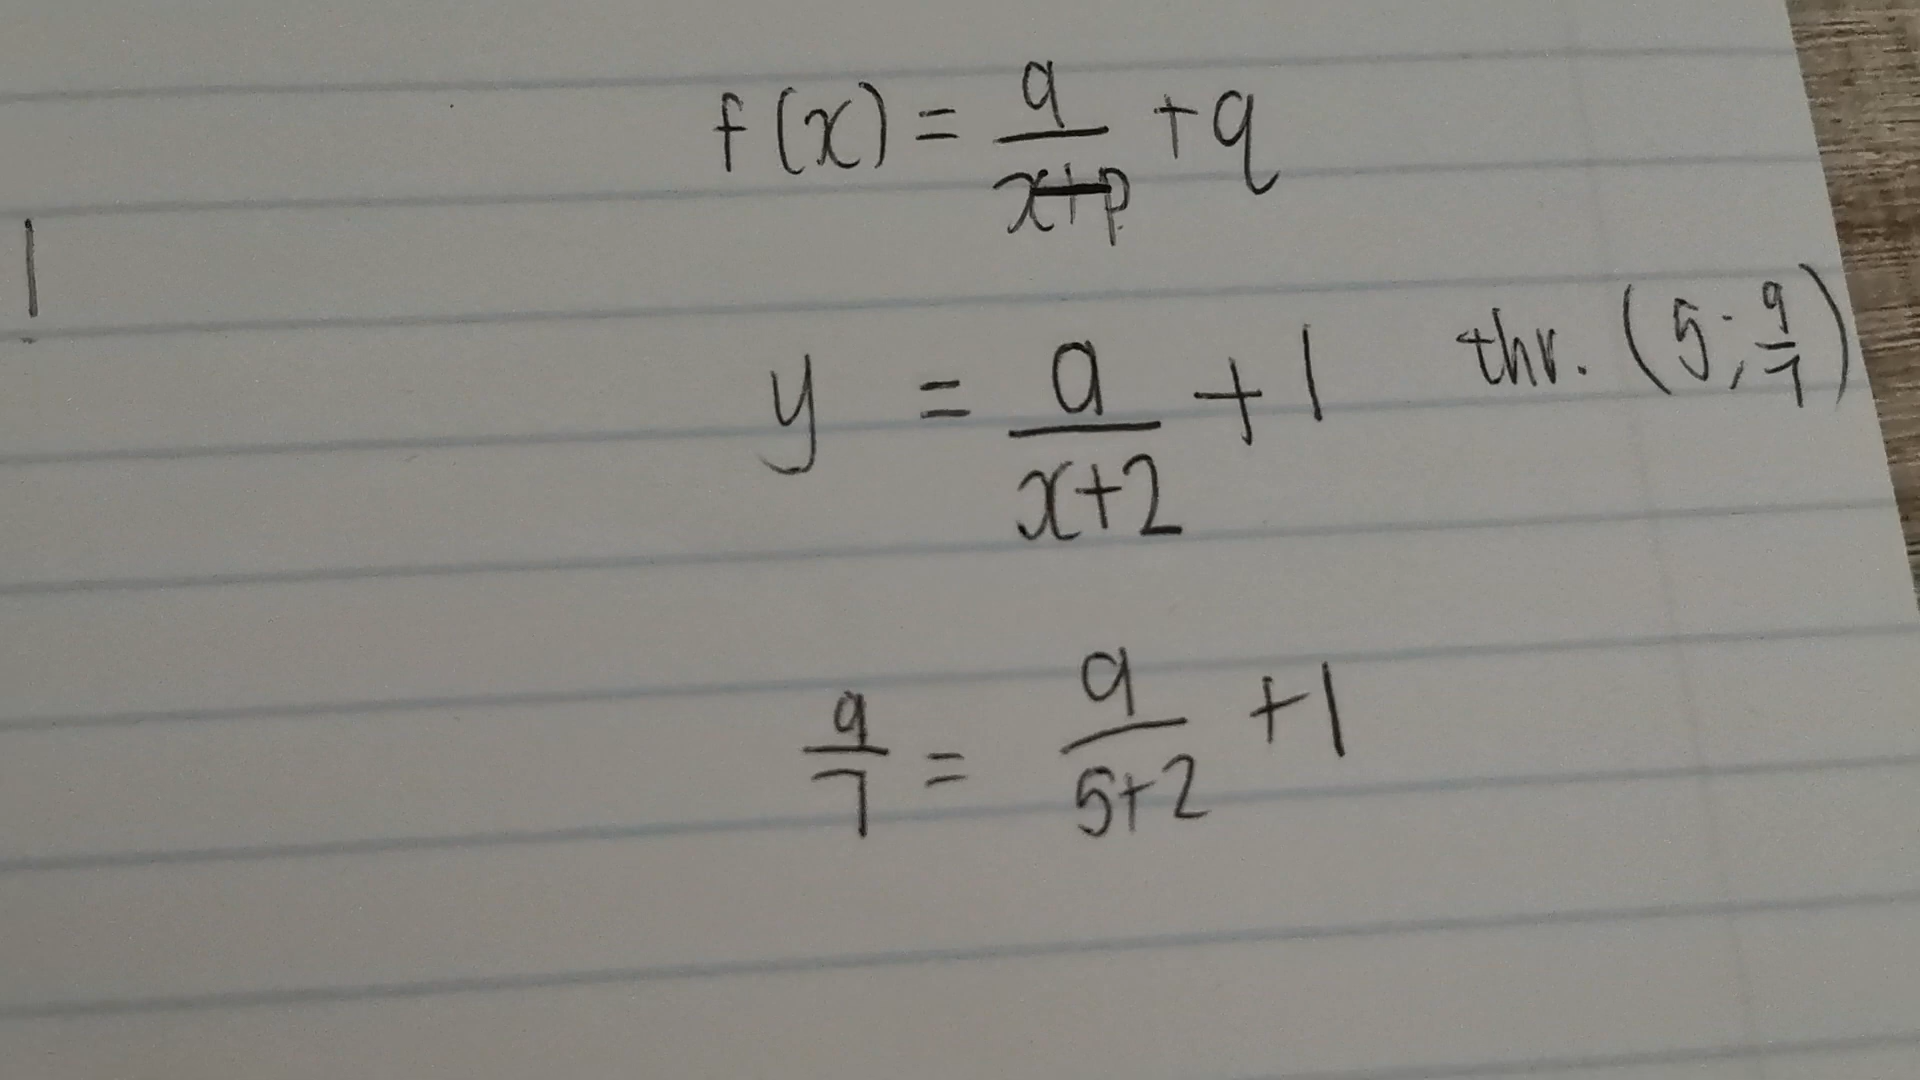 f(x) = a/(x+p) + q
y = a/(x+2) + 1 thr. (5; 9/7)
9/7 = a/(5+2) + 1